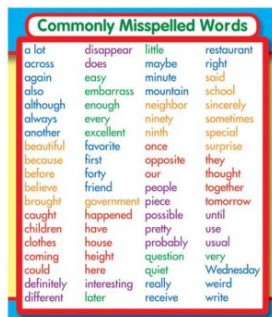 Commonly Misspelled Words
a lot disappear little restaurant
across does maybe right
again easy minute said
also embarrass mountain school
although enough neighbor sincerely
always every ninety sometimes
another excellent ninth special
beautiful favorite once surprise
because first opposite they
before forty our thought
believe friend people together
brought government piece tomorrow
caught happened possible until
children have pretty use
clothes house probably usual
coming height question very
could here quiet Wednesday
definitely interesting really weird
different later receive write